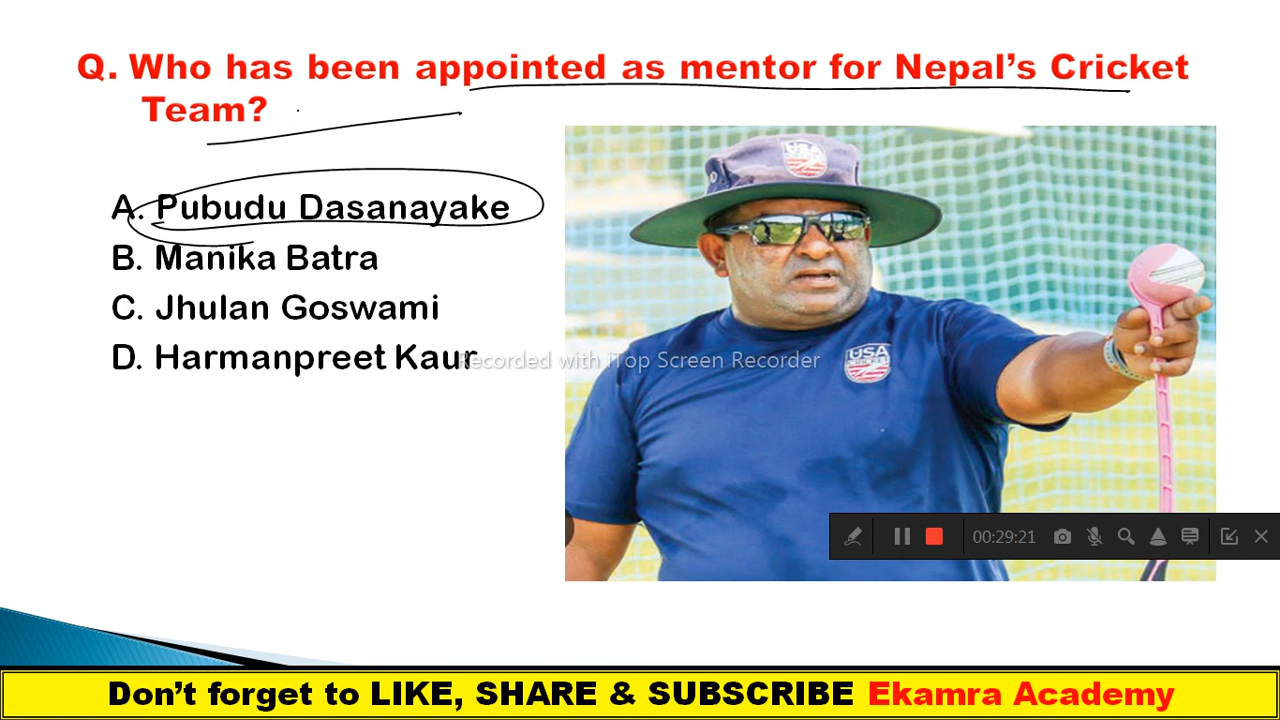 Q. Who has been appointed as mentor for Nepal's Cricket
Team?
A. Pubudu Dasanayake
B. Manika Batra
C. Jhulan Goswami
D. Harmanpreet Kaur
Recorded with iTop Screen Recorder
USA
USA
00:29:21
Don't forget to LIKE, SHARE & SUBSCRIBE Ekamra Academy